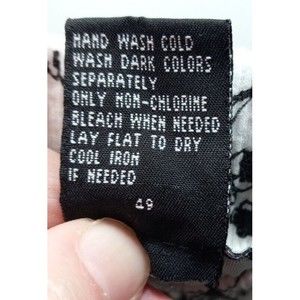 HAND WASH COLD
WASH DARK COLORS
SEPARATELY
ONLY NON-CHLORINE
BLEACH WHEN NEEDED
LAY FLAT TO DRY
COOL IRON
IF NEEDED
49